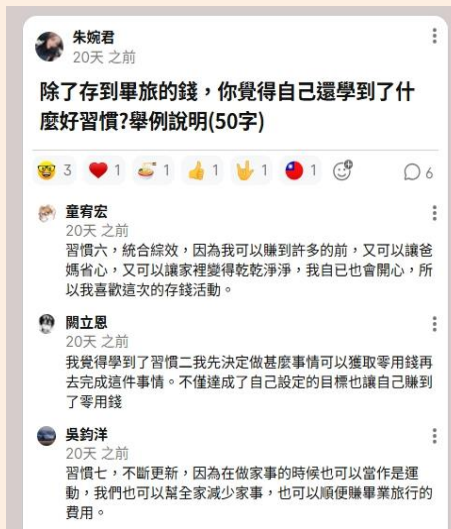 朱婉君
20天 之前
除了存到畢旅的錢，你覺得自己還學到了什
麼好習慣?舉例說明(50字)
3 1 1 1 1 1 6
童宥宏
20天 之前
習慣六，統合綜效，因為我可以賺到許多的前，又可以讓爸
媽省心，又可以讓家裡變得乾乾淨淨，我自已也會開心，所
以我喜歡這次的存錢活動。
闕立恩
20天 之前
我覺得學到了習慣二我先決定做甚麼事情可以獲取零用錢再
去完成這件事情。不僅達成了自己設定的目標也讓自己賺到
了零用錢
吳鈞洋
20天 之前
習慣七，不斷更新，因為在做家事的時候也可以當作是運
動，我們也可以幫全家減少家事，也可以順便賺畢業旅行的
費用。